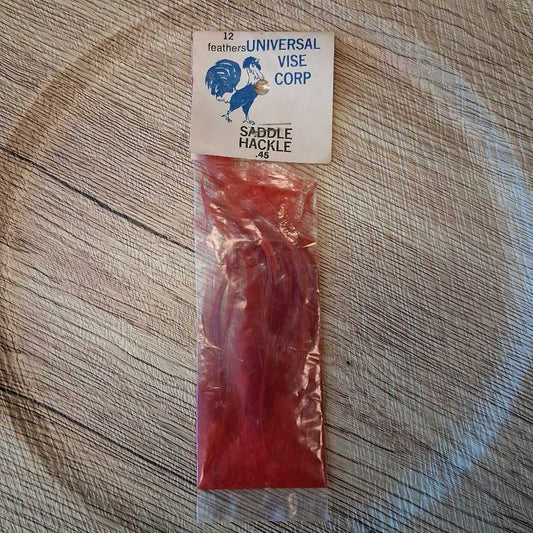 12
feathers UNIVERSAL
VISE
CORP
SADDLE
HACKLE
.45